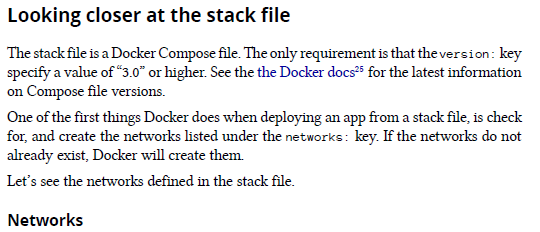 Looking closer at the stack file
The stack file is a Docker Compose file. The only requirement is that the version: key
specify a value of “3.0” or higher. See the the Docker docs²⁵ for the latest information
on Compose file versions.
One of the first things Docker does when deploying an app from a stack file, is check
for, and create the networks listed under the networks: key. If the networks do not
already exist, Docker will create them.
Let’s see the networks defined in the stack file.
Networks